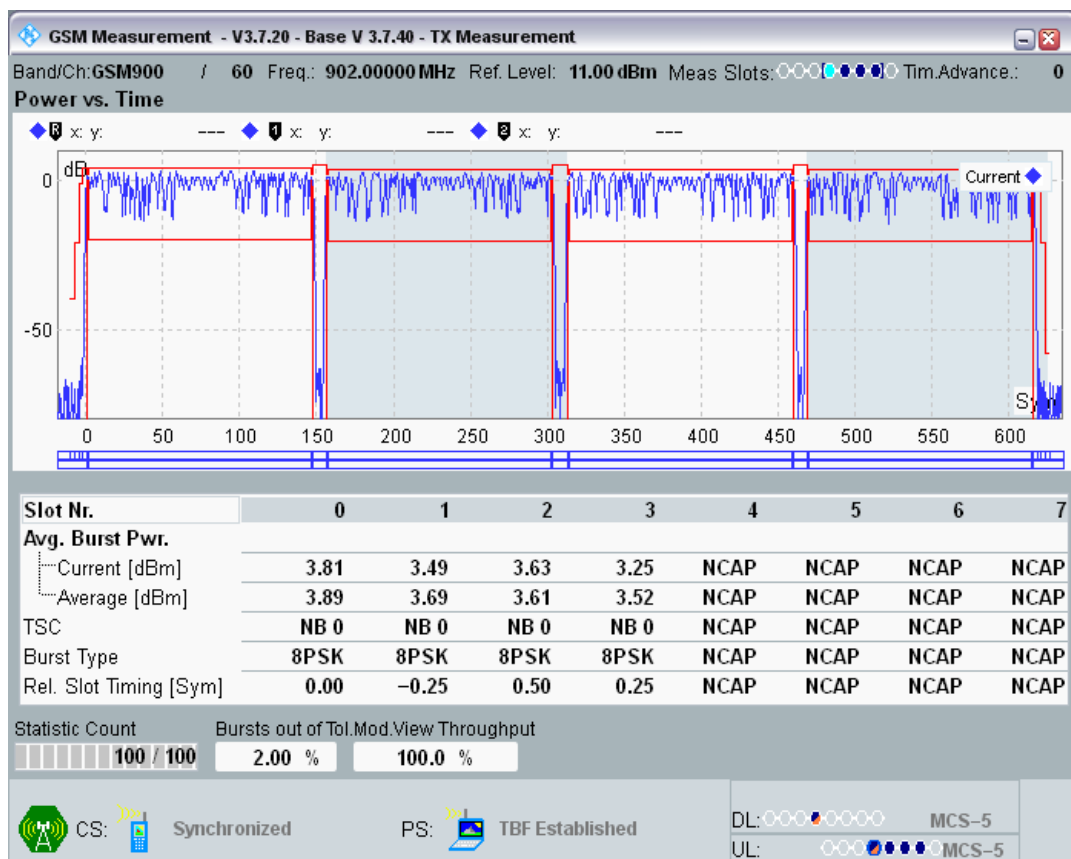 GSM Measurement - V3.7.20 - Base V 3.7.40 - TX Measurement
Band/Ch:GSM900 / 60 Freq.: 902.00000 MHz Ref. Level: 11.00 dBm Meas Slots: Tim.Advance.: 0
Power vs. Time
R x: y: --- 1 x: y: --- 2 x: y: ---
dB
Current
0
-50
Sym
0 50 100 150 200 250 300 350 400 450 500 550 600
Slot Nr. 0 1 2 3 4 5 6 7
Avg. Burst Pwr.
Current [dBm] 3.81 3.49 3.63 3.25 NCAP NCAP NCAP NCAP
Average [dBm] 3.89 3.69 3.61 3.52 NCAP NCAP NCAP NCAP
TSC NB 0 NB 0 NB 0 NB 0 NCAP NCAP NCAP NCAP
Burst Type 8PSK 8PSK 8PSK 8PSK NCAP NCAP NCAP NCAP
Rel. Slot Timing [Sym] 0.00 −0.25 0.50 0.25 NCAP NCAP NCAP NCAP
Statistic Count Bursts out of Tol.Mod.View Throughput
100 / 100 2.00 % 100.0 %
CS: Synchronized PS: TBF Established DL: MCS−5
UL: MCS−5